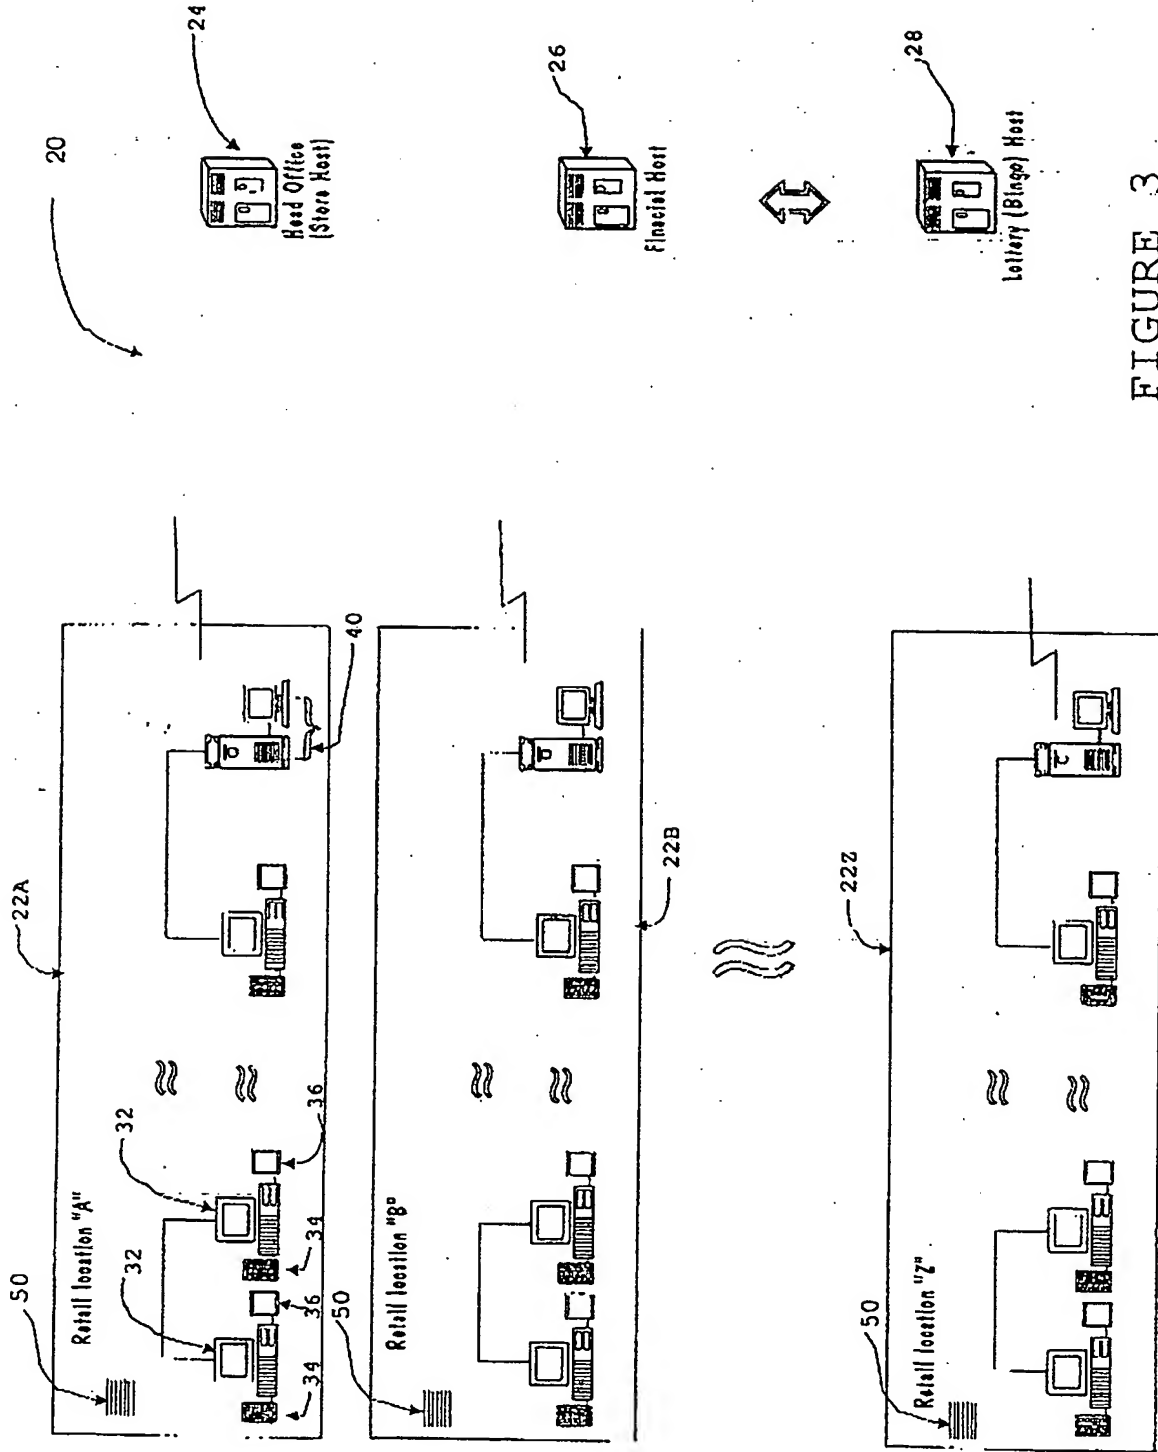 20
24
Head Office
(Store Host)
26
Finacial Host
28
Lottery (Bingo) Host
22A
50
Retail location "A"
32
32
34
36
34
36
40
50
Retail location "B"
22B
22Z
50
Retail location "Z"
FIGURE 3